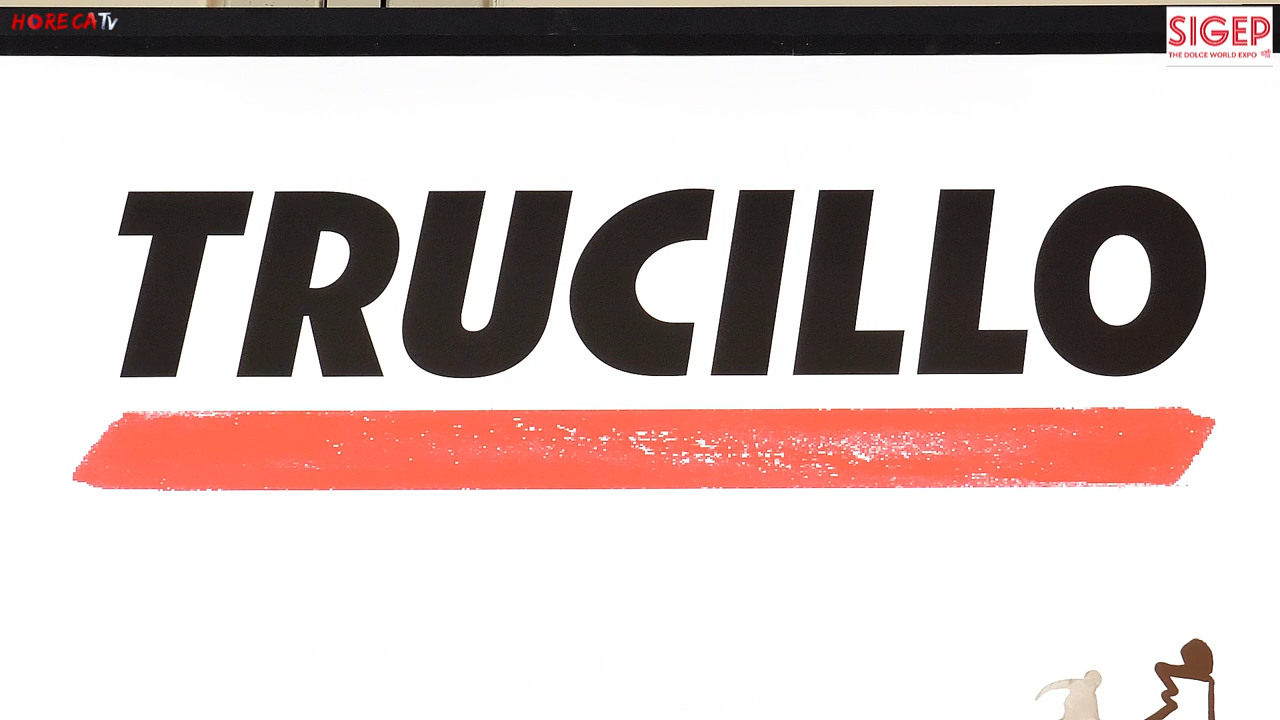 HORECATv
SIGEP
THE DOLCE WORLD EXPO
TRUCILLO